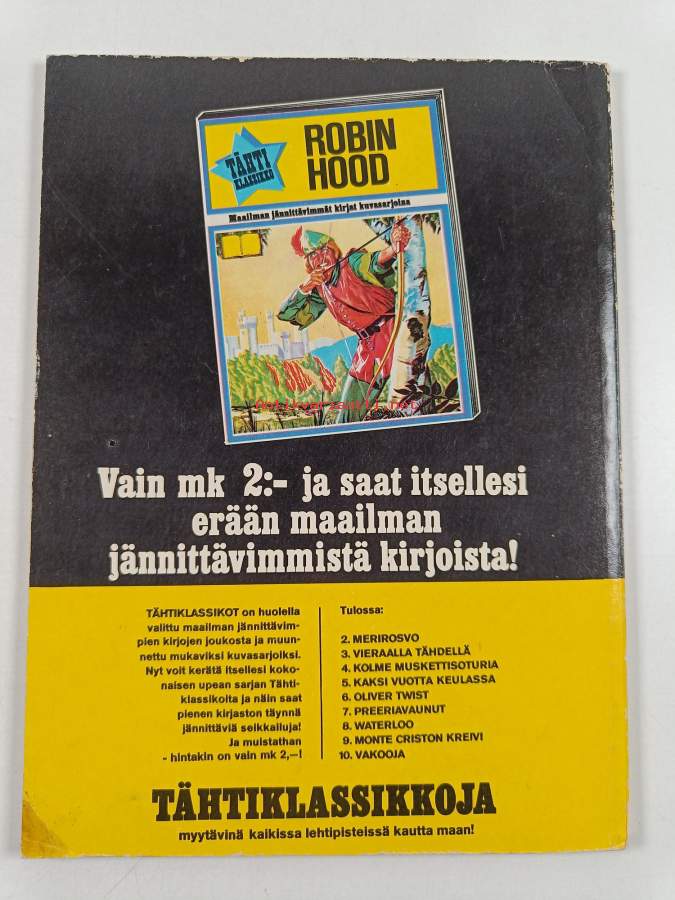 TÄHTI
KLASSIKKO
ROBIN
HOOD
Maailman jännittävimmät kirjat kuvasarjoina
Antikvariaatti.net
Vain mk 2:- ja saat itsellesi
erään maailman
jännittävimmistä kirjoista!
TÄHTIKLASSIKOT on huolella
valittu maailman jännittävim-
pien kirjojen joukosta ja muun-
nettu mukaviksi kuvasarjoiksi.
Nyt voit kerätä itsellesi koko-
naisen upean sarjan Tähti-
klassikoita ja näin saat
pienen kirjaston täynnä
jännittäviä seikkailuja!
Ja muistathan
- hintakin on vain mk 2,—!
Tulossa:
2. MERIROSVO
3. VIERAALLA TÄHDELLÄ
4. KOLME MUSKETTISOTURIA
5. KAKSI VUOTTA KEULASSA
6. OLIVER TWIST
7. PREERIAVAUNUT
8. WATERLOO
9. MONTE CRISTON KREIVI
10. VAKOOJA
TÄHTIKLASSIKKOJA
myytävinä kaikissa lehtipisteissä kautta maan!